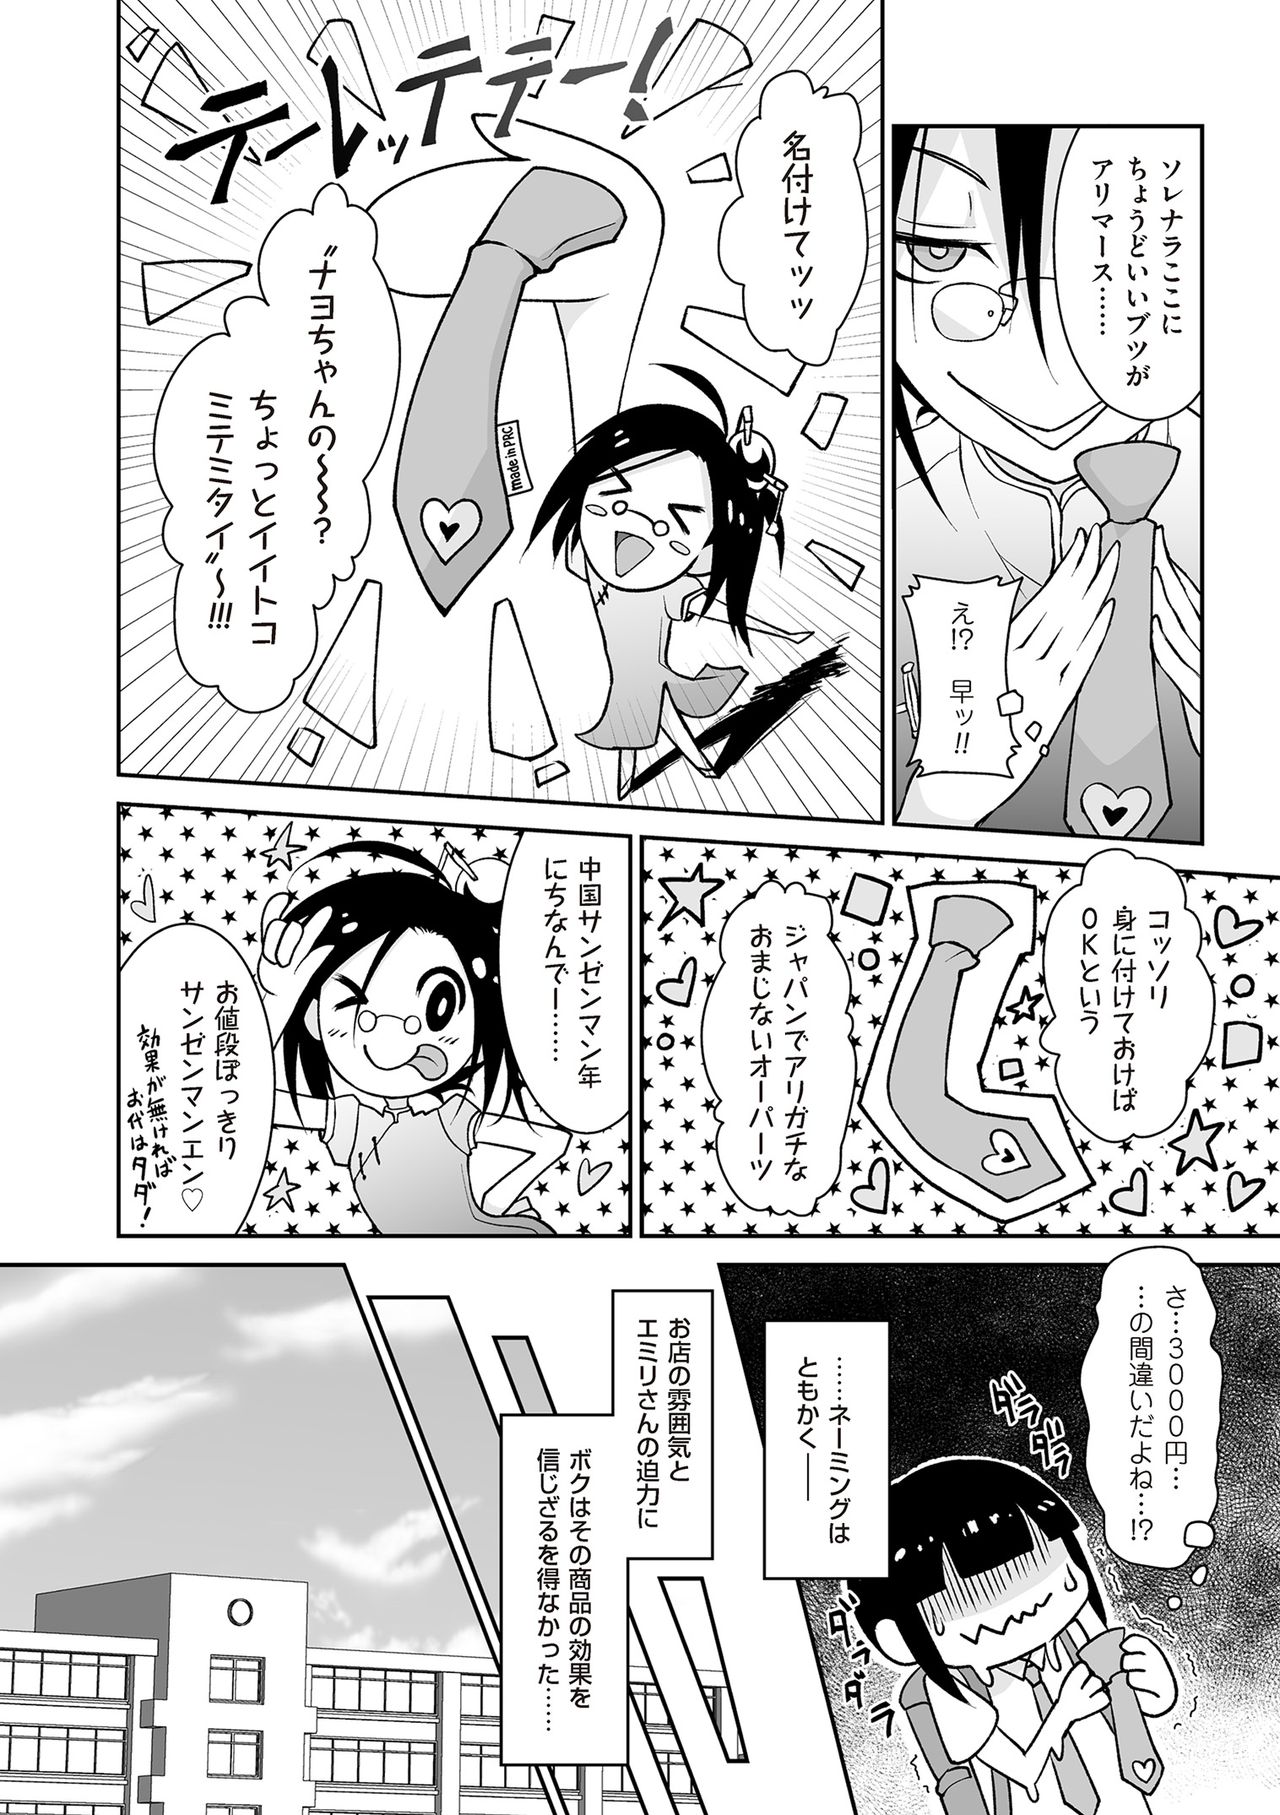 ソレナラここに
ちょうどいいブツが
アリマース……
え!?
早ッ!!
テーレッテテー!
名付けてッッ
“ナヨちゃんの〜〜〜?
ちょっとイイトコ
ミテミタイ”〜!!!
made in PRC
コッソリ
身に付けておけば
OKという
ジャパンでアリガチな
おまじないオーパーツ
中国サンゼンマン年
にちなんで─……
お値段ぽっきり
サンゼンマンエン♡
効果が無ければ
お代はタダ!
さ…3000円…
…の間違いだよね…!?
ダラダラ
ダラダラ
……ネーミングは
ともかく──
お店の雰囲気と
エミリさんの迫力に
ボクはその商品の効果を
信じざるを得なかった……